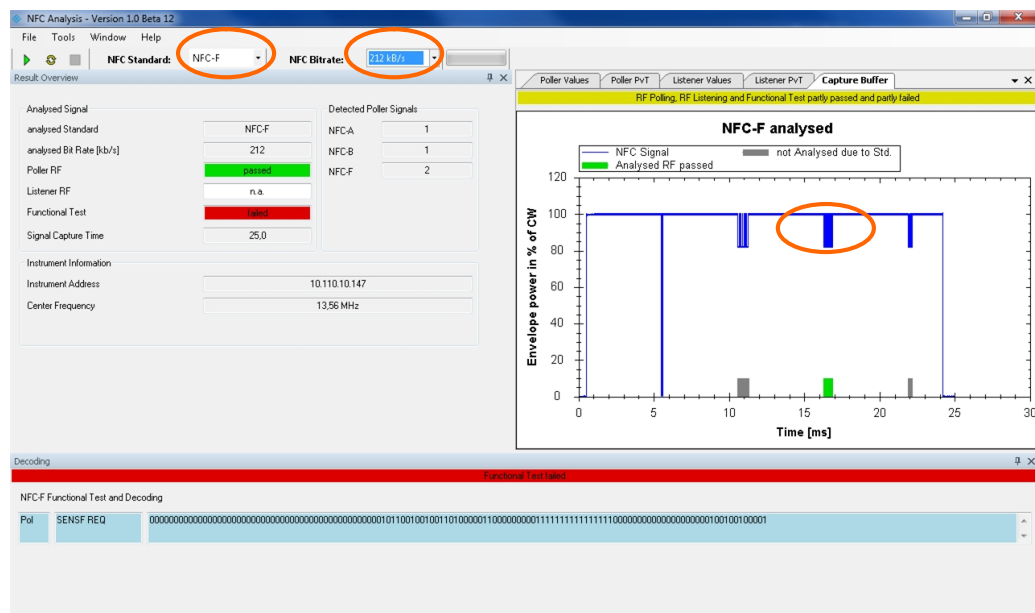 NFC Analysis - Version 1.0 Beta 12
File Tools Window Help
NFC Standard: NFC-F NFC Bitrate: 212 kB/s
Result Overview
Analysed Signal
analysed Standard NFC-F
analysed Bit Rate [kb/s] 212
Poller RF passed
Listener RF n.a.
Functional Test failed
Signal Capture Time 25,0
Detected Poller Signals
NFC-A 1
NFC-B 1
NFC-F 2
Instrument Information
Instrument Address 10.110.10.147
Center Frequency 13,56 MHz
Poller Values Poller PvT Listener Values Listener PvT Capture Buffer
RF Polling, RF Listening and Functional Test partly passed and partly failed
NFC-F analysed
NFC Signal not Analysed due to Std.
Analysed RF passed
Envelope power in % of CW
120
100
80
60
40
20
0
0 5 10 15 20 25 30
Time [ms]
Decoding
Functional Test failed
NFC-F Functional Test and Decoding
Pol SENSF REQ